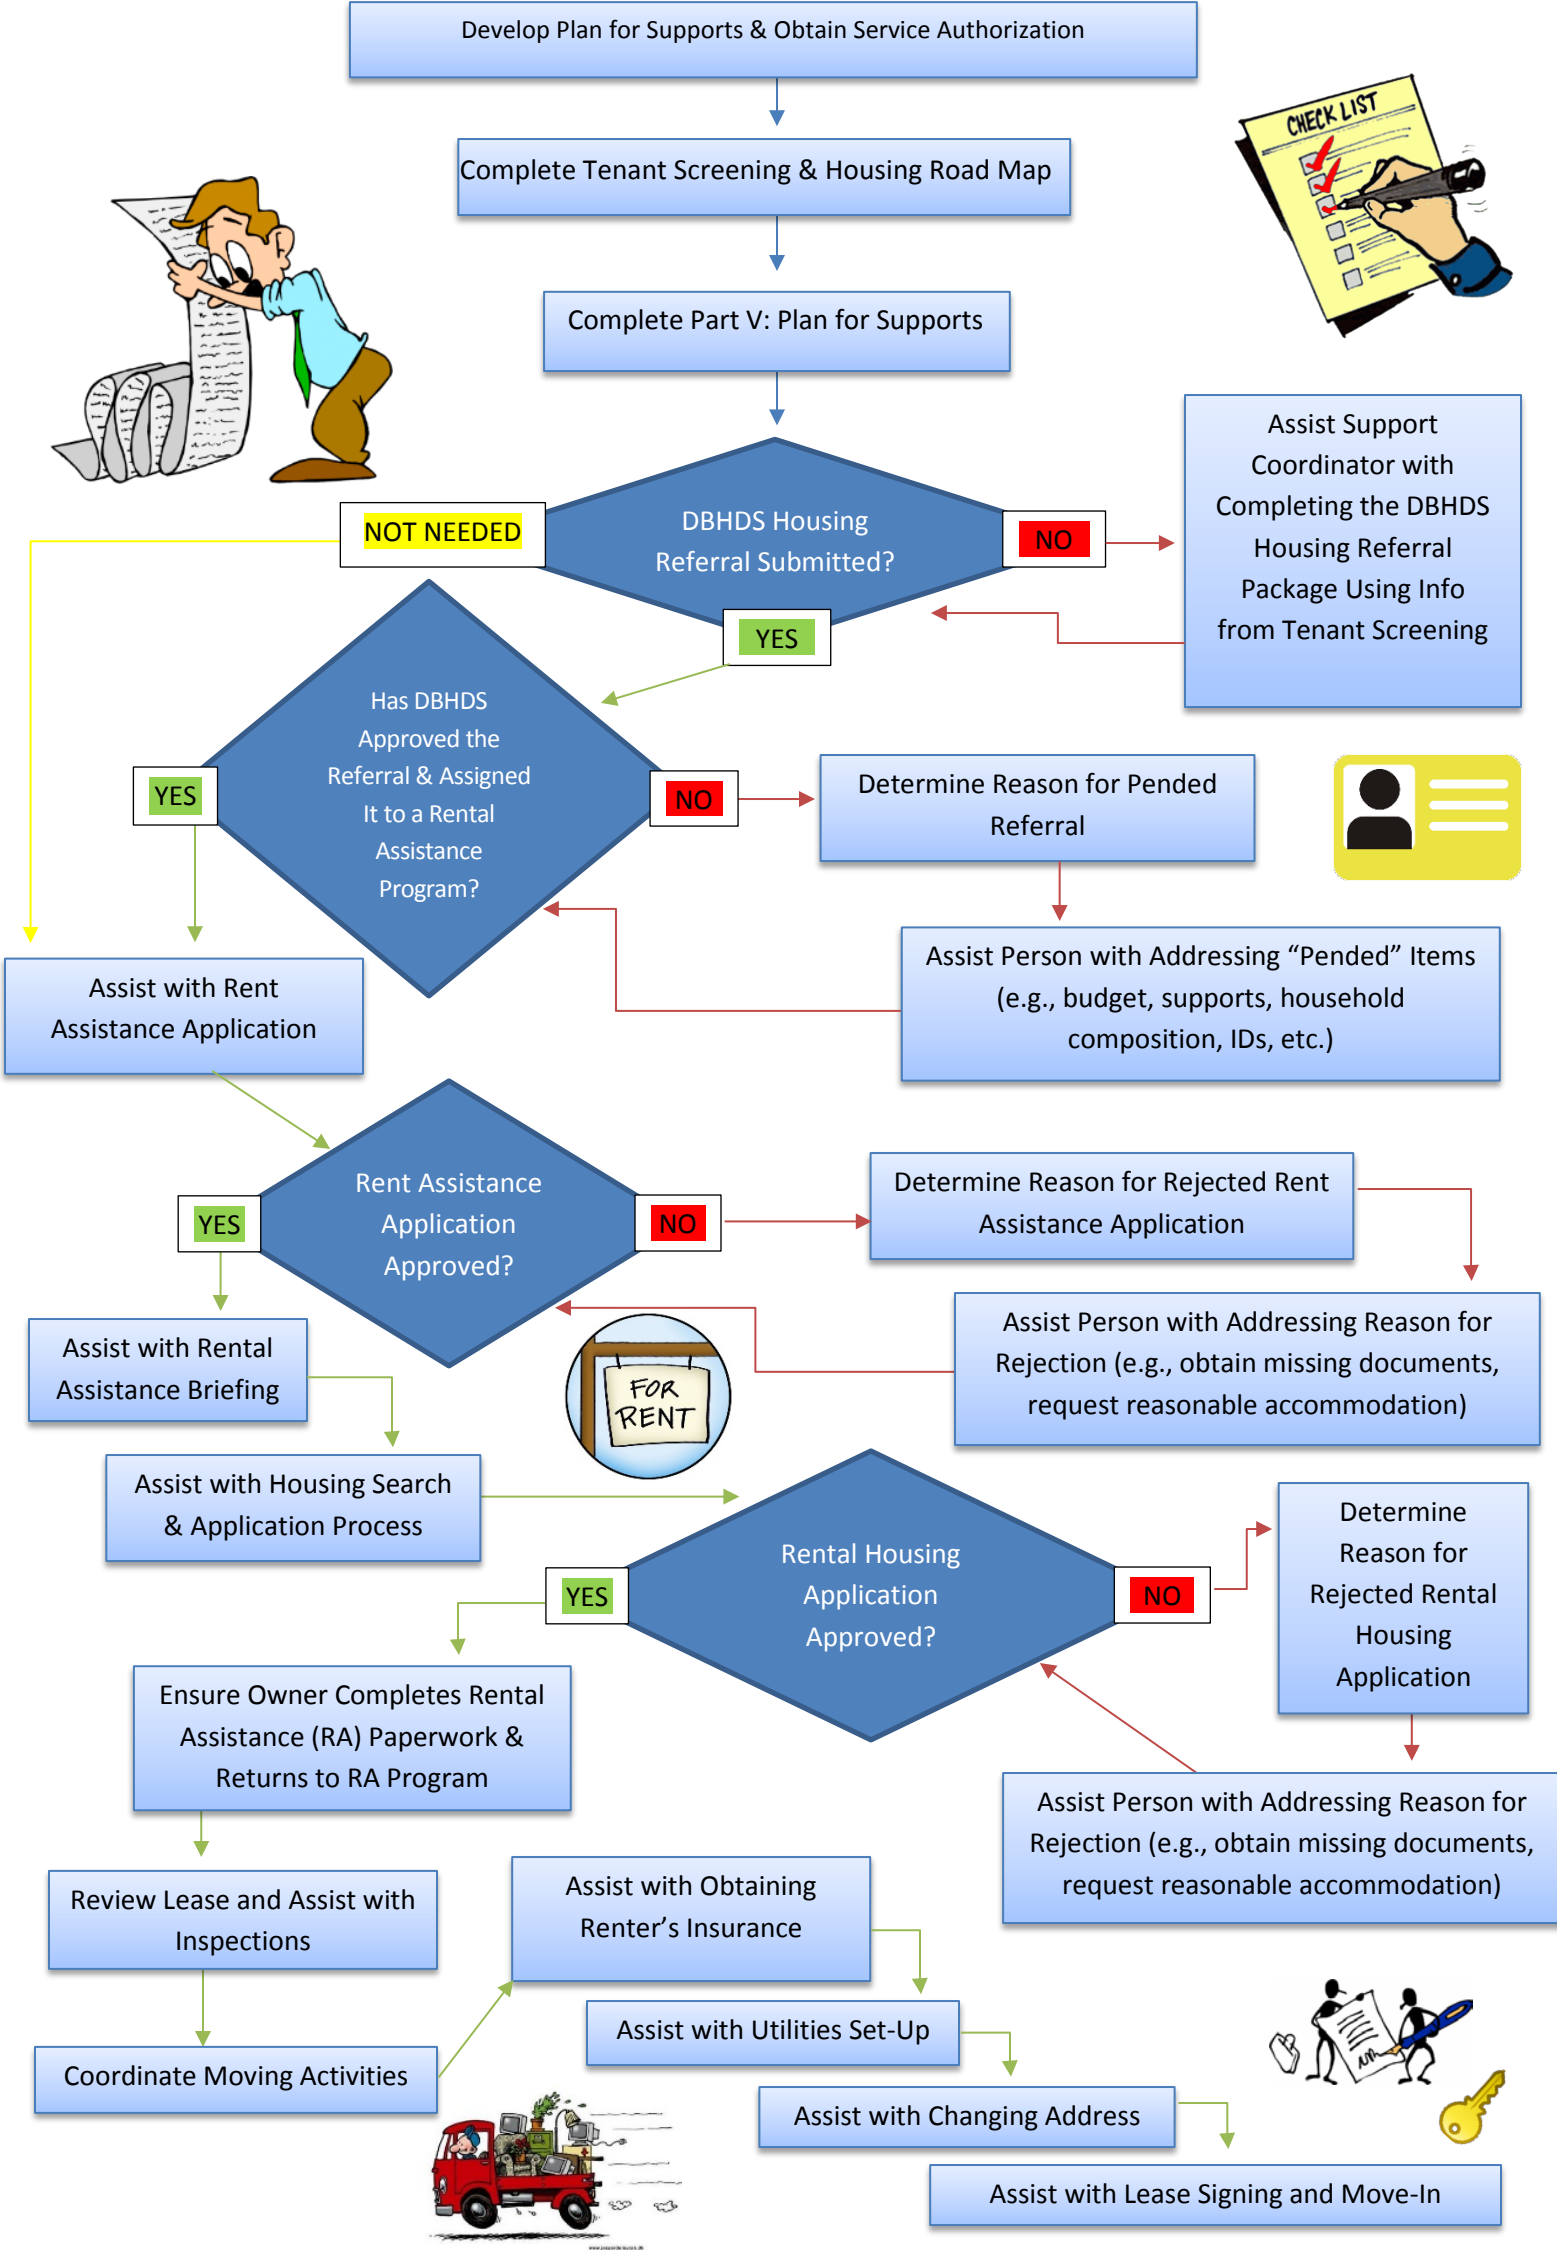 Develop Plan for Supports & Obtain Service Authorization
CHECK LIST
Complete Tenant Screening & Housing Road Map
Complete Part V: Plan for Supports
Assist Support
Coordinator with
Completing the DBHDS
Housing Referral
Package Using Info
from Tenant Screening
NOT NEEDED
DBHDS Housing
Referral Submitted?
NO
YES
Has DBHDS
Approved the
Referral & Assigned
It to a Rental
Assistance
Program?
YES
NO
Determine Reason for Pended
Referral
Assist Person with Addressing “Pended” Items
(e.g., budget, supports, household
composition, IDs, etc.)
Assist with Rent
Assistance Application
Rent Assistance
Application
Approved?
YES
NO
Determine Reason for Rejected Rent
Assistance Application
Assist Person with Addressing Reason for
Rejection (e.g., obtain missing documents,
request reasonable accommodation)
Assist with Rental
Assistance Briefing
FOR
RENT
Assist with Housing Search
& Application Process
Rental Housing
Application
Approved?
YES
NO
Determine
Reason for
Rejected Rental
Housing
Application
Ensure Owner Completes Rental
Assistance (RA) Paperwork &
Returns to RA Program
Assist Person with Addressing Reason for
Rejection (e.g., obtain missing documents,
request reasonable accommodation)
Review Lease and Assist with
Inspections
Assist with Obtaining
Renter’s Insurance
Coordinate Moving Activities
Assist with Utilities Set-Up
Assist with Changing Address
Assist with Lease Signing and Move-In